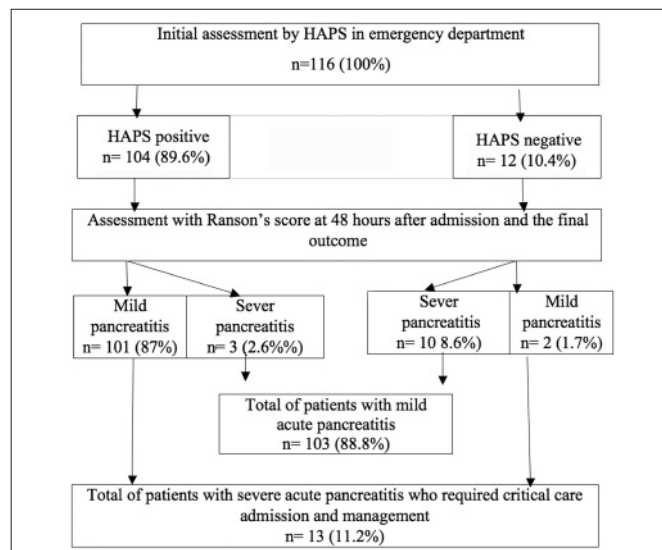 Initial assessment by HAPS in emergency department
n=116 (100%)
HAPS positive
n= 104 (89.6%)
HAPS negative
n= 12 (10.4%)
Assessment with Ranson's score at 48 hours after admission and the final
outcome
Mild
pancreatitis
n= 101 (87%)
Sever
pancreatitis
n= 3 (2.6%%)
Sever
pancreatitis
n= 10 8.6%)
Mild
pancreatitis
n= 2 (1.7%)
Total of patients with mild
acute pancreatitis
n= 103 (88.8%)
Total of patients with severe acute pancreatitis who required critical care
admission and management
n= 13 (11.2%)